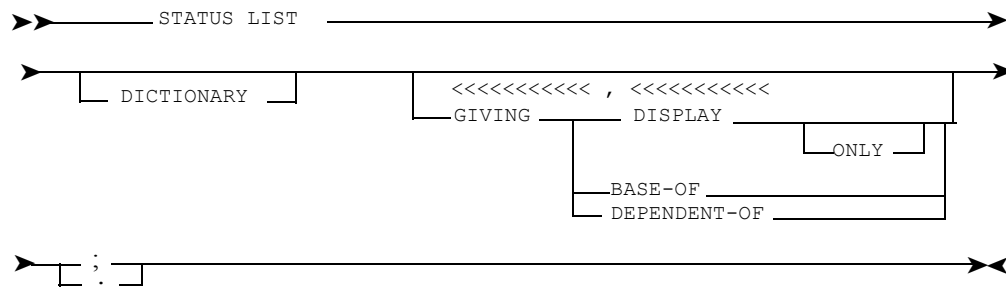 STATUS LIST
DICTIONARY
<<<<<<<<<<< , <<<<<<<<<<<
GIVING DISPLAY
ONLY
BASE-OF
DEPENDENT-OF
;
.